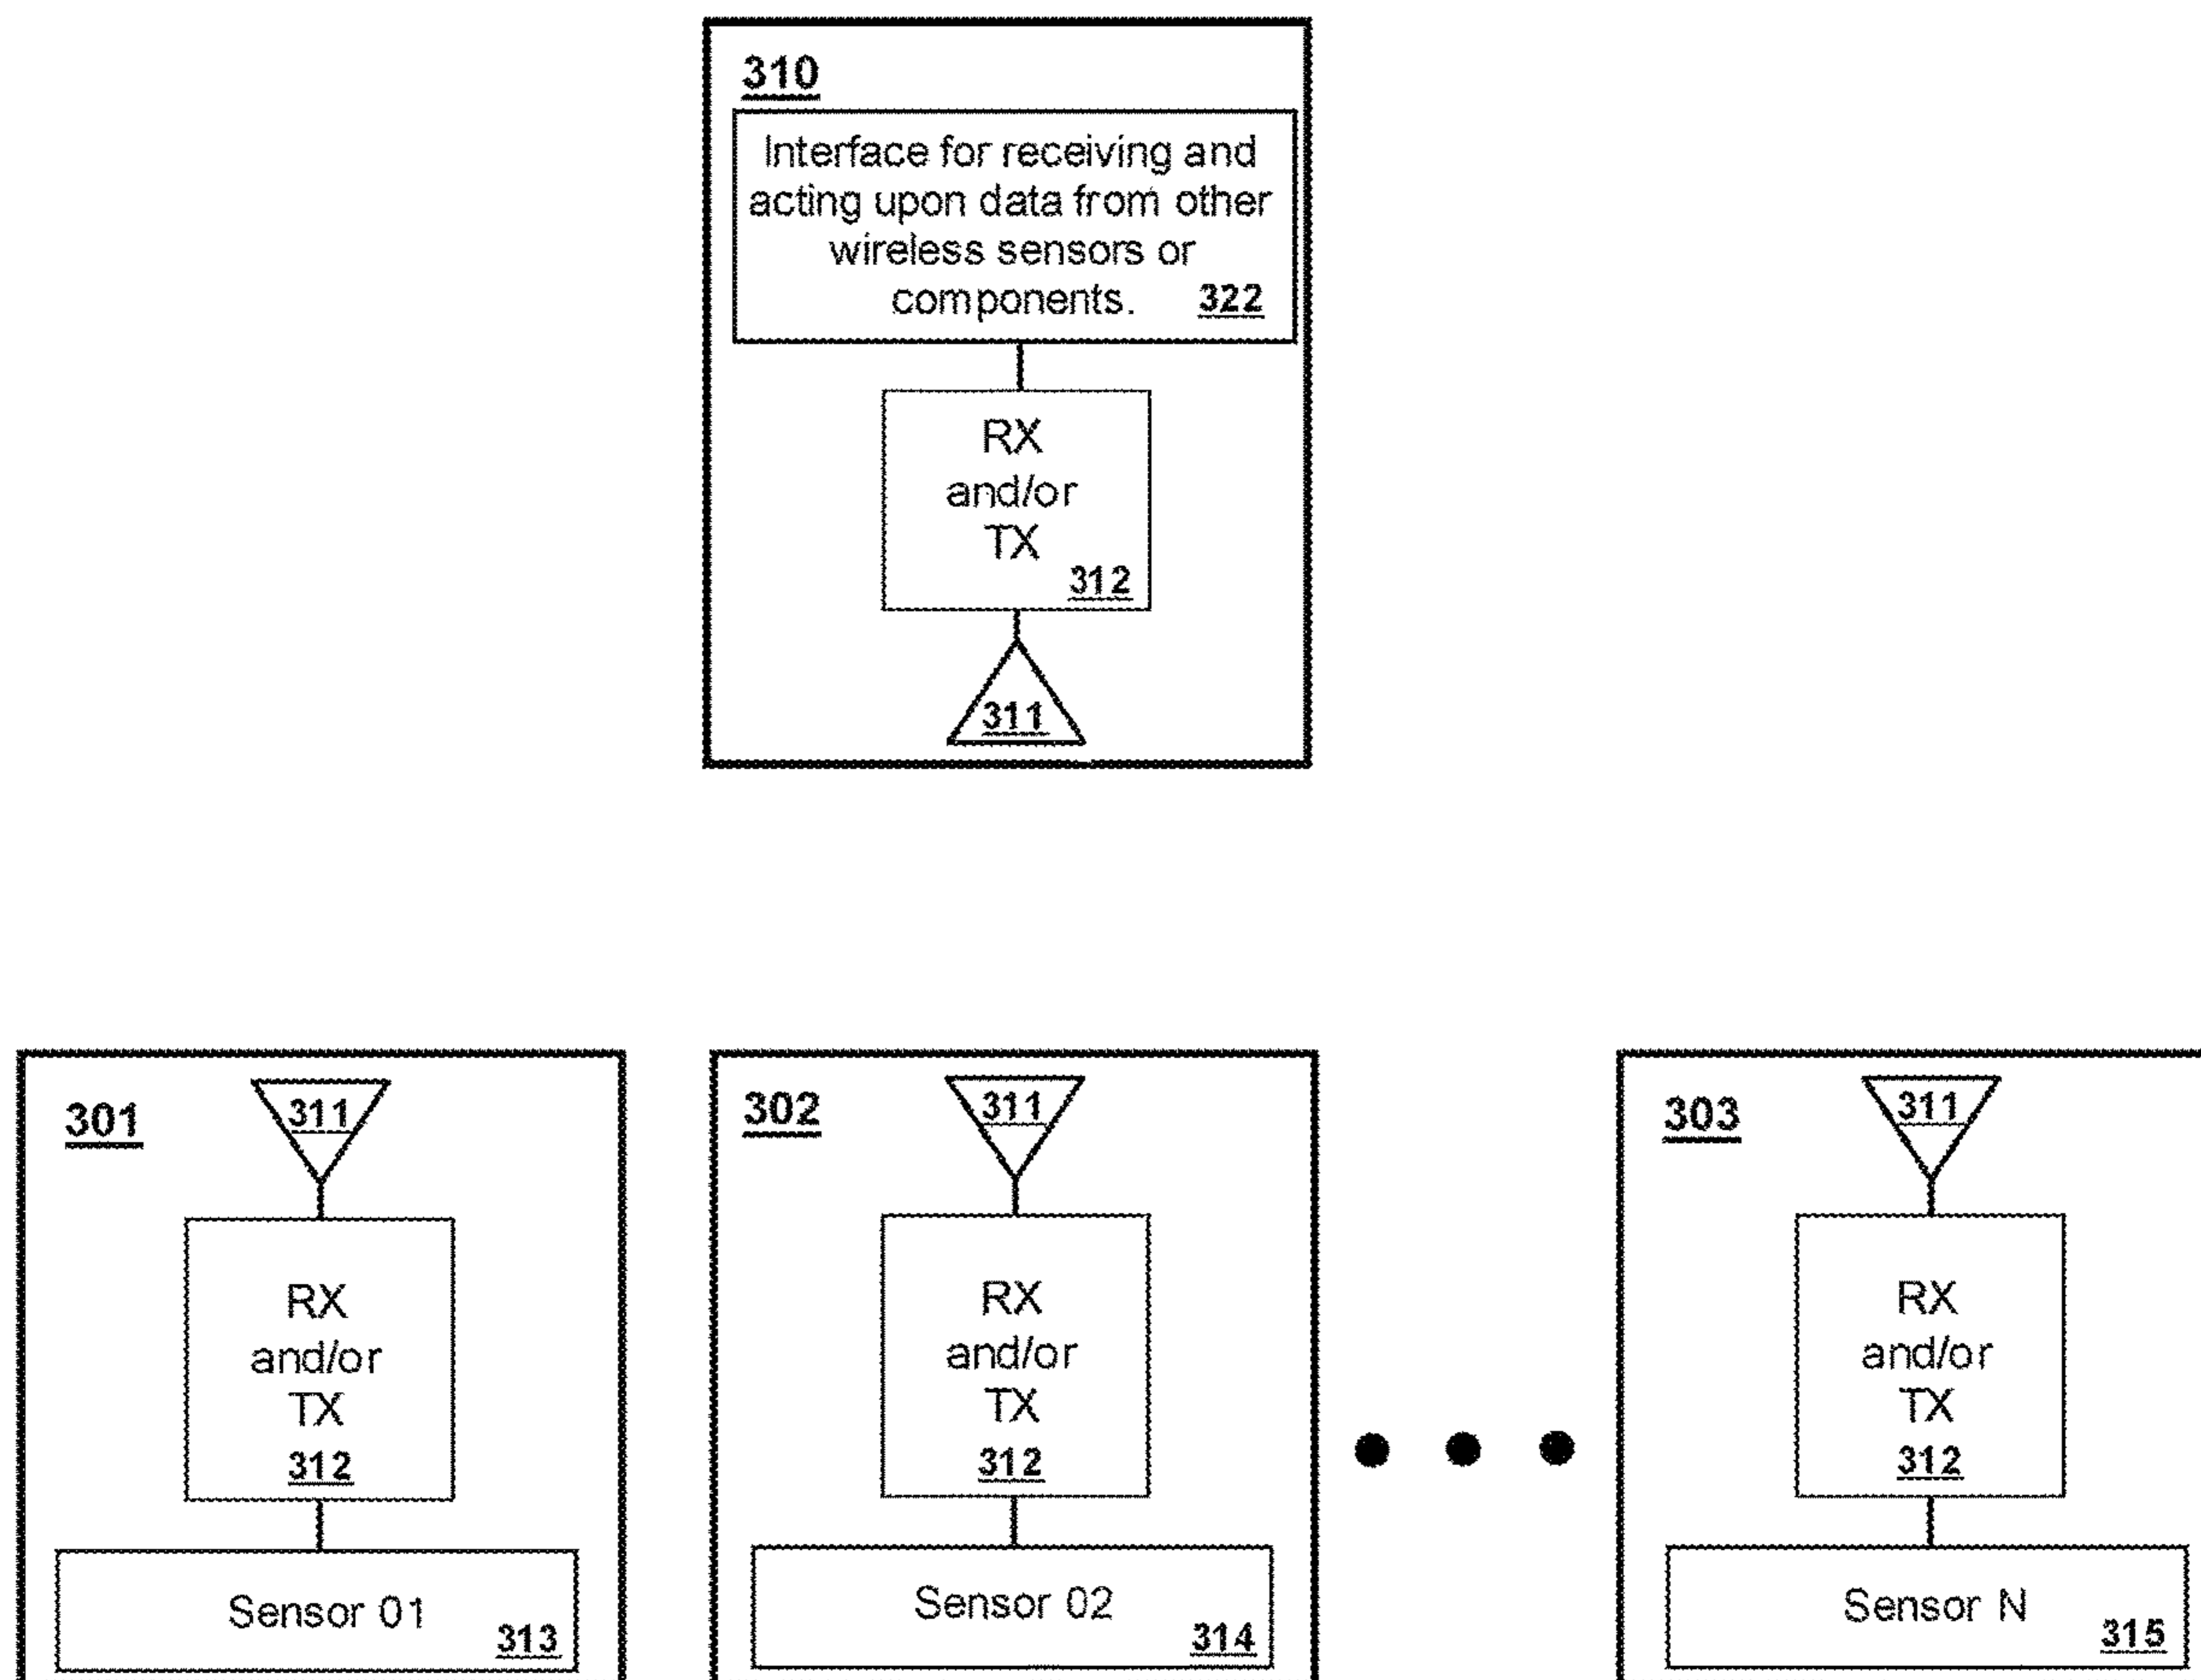 310
Interface for receiving and
acting upon data from other
wireless sensors or
components. 322
RX
and/or
TX
312
311
301
311
RX
and/or
TX
312
Sensor 01
313
302
311
RX
and/or
TX
312
Sensor 02
314
303
311
RX
and/or
TX
312
Sensor N
315